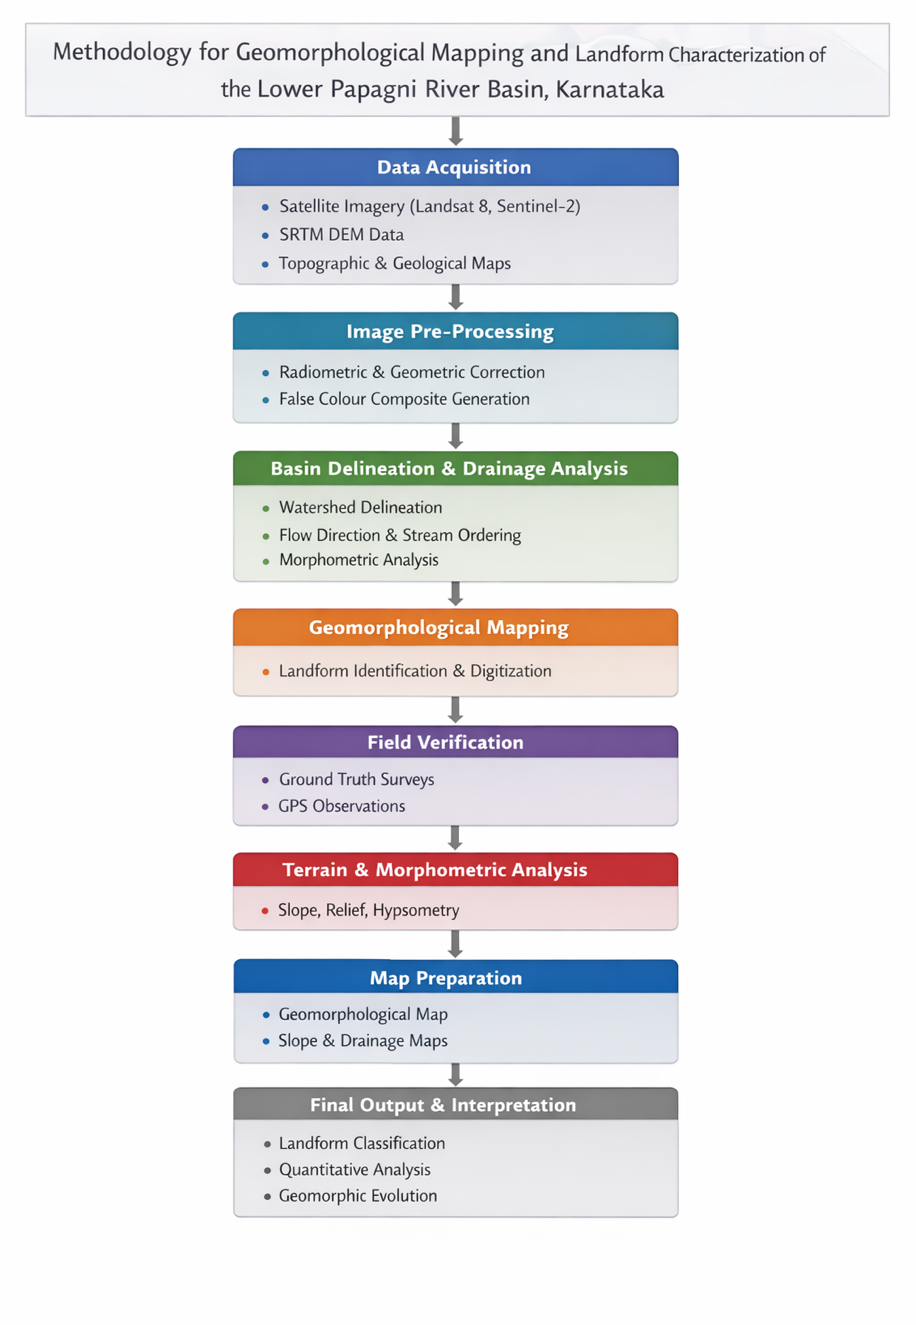 Methodology for Geomorphological Mapping and Landform Characterization of
the Lower Papagni River Basin, Karnataka
Data Acquisition
• Satellite Imagery (Landsat 8, Sentinel-2)
• SRTM DEM Data
• Topographic & Geological Maps
Image Pre-Processing
• Radiometric & Geometric Correction
• False Colour Composite Generation
Basin Delineation & Drainage Analysis
• Watershed Delineation
• Flow Direction & Stream Ordering
• Morphometric Analysis
Geomorphological Mapping
• Landform Identification & Digitization
Field Verification
• Ground Truth Surveys
• GPS Observations
Terrain & Morphometric Analysis
• Slope, Relief, Hypsometry
Map Preparation
• Geomorphological Map
• Slope & Drainage Maps
Final Output & Interpretation
• Landform Classification
• Quantitative Analysis
• Geomorphic Evolution